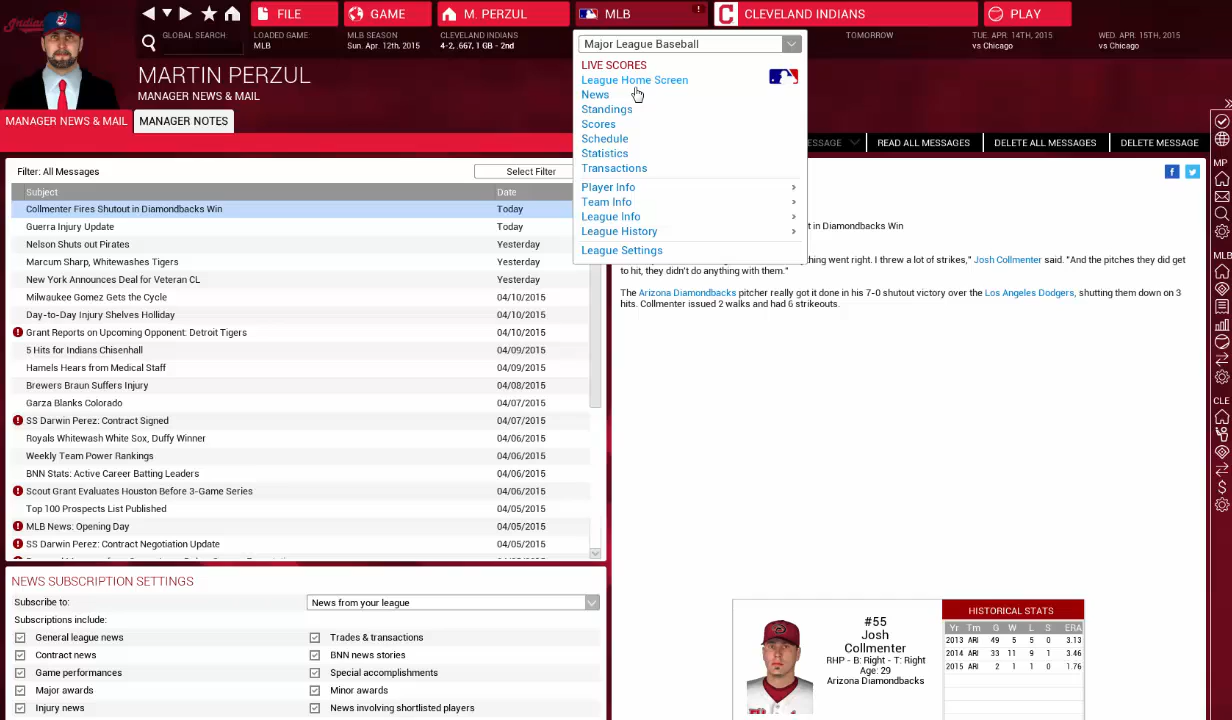 FILE
GAME
M. PERZUL
MLB
!
CLEVELAND INDIANS
PLAY
GLOBAL SEARCH:
LOADED GAME:
MLB
MLB SEASON
Sun. Apr. 12th, 2015
CLEVELAND INDIANS
4-2, .667, 1 GB - 2nd
TOMORROW
TUE. APR. 14TH, 2015
vs Chicago
WED. APR. 15TH, 2015
vs Chicago
MARTIN PERZUL
MANAGER NEWS & MAIL
MANAGER NEWS & MAIL
MANAGER NOTES
Major League Baseball
LIVE SCORES
League Home Screen
News
Standings
Scores
Schedule
Statistics
Transactions
Player Info
Team Info
League Info
League History
League Settings
READ ALL MESSAGES
DELETE ALL MESSAGES
DELETE MESSAGE
Filter: All Messages
Select Filter
Subject Date
Collmenter Fires Shutout in Diamondbacks Win Today
Guerra Injury Update Today
Nelson Shuts out Pirates Yesterday
Marcum Sharp, Whitewashes Tigers Yesterday
New York Announces Deal for Veteran CL Yesterday
Milwaukee Gomez Gets the Cycle 04/10/2015
Day-to-Day Injury Shelves Holliday 04/10/2015
Grant Reports on Upcoming Opponent: Detroit Tigers 04/10/2015
5 Hits for Indians Chisenhall 04/09/2015
Hamels Hears from Medical Staff 04/09/2015
Brewers Braun Suffers Injury 04/08/2015
Garza Blanks Colorado 04/07/2015
SS Darwin Perez: Contract Signed 04/07/2015
Royals Whitewash White Sox, Duffy Winner 04/06/2015
Weekly Team Power Rankings 04/06/2015
BNN Stats: Active Career Batting Leaders 04/06/2015
Scout Grant Evaluates Houston Before 3-Game Series 04/06/2015
Top 100 Prospects List Published 04/06/2015
MLB News: Opening Day 04/05/2015
SS Darwin Perez: Contract Negotiation Update 04/05/2015
t in Diamondbacks Win
hing went right. I threw a lot of strikes," Josh Collmenter said. "And the pitches they did get
to hit, they didn't do anything with them."
The Arizona Diamondbacks pitcher really got it done in his 7-0 shutout victory over the Los Angeles Dodgers, shutting them down on 3
hits. Collmenter issued 2 walks and had 6 strikeouts.
NEWS SUBSCRIPTION SETTINGS
Subscribe to: News from your league
Subscriptions include:
General league news
Trades & transactions
Contract news
BNN news stories
Game performances
Special accomplishments
Major awards
Minor awards
Injury news
News involving shortlisted players
#55
Josh
Collmenter
RHP - B: Right - T: Right
Age: 29
Arizona Diamondbacks
HISTORICAL STATS
Yr Tm G W L S ERA
2013 ARI 49 5 5 0 3.13
2014 ARI 33 11 9 1 3.46
2015 ARI 2 1 1 0 1.76
MP
MLB
CLE